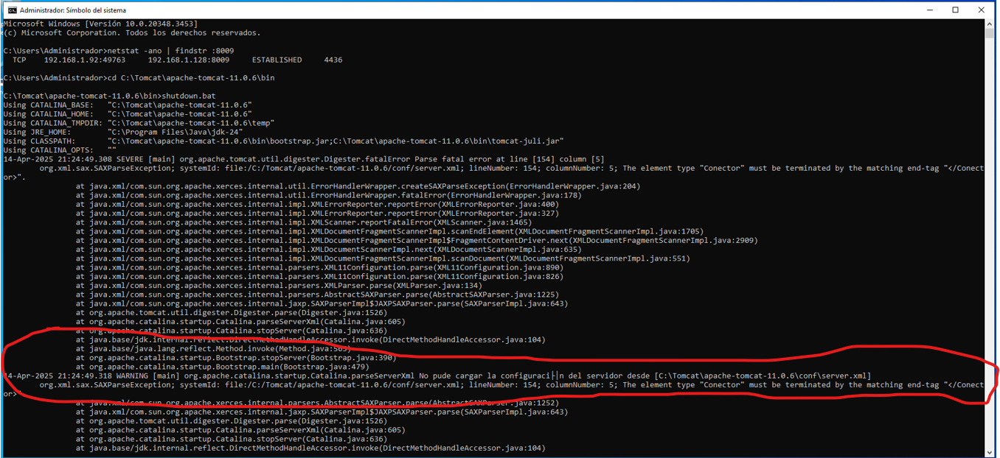 Administrador: Símbolo del sistema
Microsoft Windows [Versión 10.0.20348.3453]
(c) Microsoft Corporation. Todos los derechos reservados.
C:\Users\Administrador>netstat -ano | findstr :8009
TCP 192.168.1.92:49763 192.168.1.128:8009 ESTABLISHED 4436
C:\Users\Administrador>cd C:\Tomcat\apache-tomcat-11.0.6\bin
C:\Tomcat\apache-tomcat-11.0.6\bin>shutdown.bat
Using CATALINA_BASE: "C:\Tomcat\apache-tomcat-11.0.6"
Using CATALINA_HOME: "C:\Tomcat\apache-tomcat-11.0.6"
Using CATALINA_TMPDIR: "C:\Tomcat\apache-tomcat-11.0.6\temp"
Using JRE_HOME: "C:\Program Files\Java\jdk-24"
Using CLASSPATH: "C:\Tomcat\apache-tomcat-11.0.6\bin\bootstrap.jar;C:\Tomcat\apache-tomcat-11.0.6\bin\tomcat-juli.jar"
Using CATALINA_OPTS: ""
14-Apr-2025 21:24:49.308 SEVERE [main] org.apache.tomcat.util.digester.Digester.fatalError Parse fatal error at line [154] column [5]
org.xml.sax.SAXParseException; systemId: file:/C:/Tomcat/apache-tomcat-11.0.6/conf/server.xml; lineNumber: 154; columnNumber: 5; The element type "Conector" must be terminated by the matching end-tag "</Conect
or>".
at java.xml/com.sun.org.apache.xerces.internal.util.ErrorHandlerWrapper.createSAXParseException(ErrorHandlerWrapper.java:204)
at java.xml/com.sun.org.apache.xerces.internal.util.ErrorHandlerWrapper.fatalError(ErrorHandlerWrapper.java:178)
at java.xml/com.sun.org.apache.xerces.internal.impl.XMLErrorReporter.reportError(XMLErrorReporter.java:400)
at java.xml/com.sun.org.apache.xerces.internal.impl.XMLErrorReporter.reportError(XMLErrorReporter.java:327)
at java.xml/com.sun.org.apache.xerces.internal.impl.XMLScanner.reportFatalError(XMLScanner.java:1465)
at java.xml/com.sun.org.apache.xerces.internal.impl.XMLDocumentFragmentScannerImpl.scanEndElement(XMLDocumentFragmentScannerImpl.java:1705)
at java.xml/com.sun.org.apache.xerces.internal.impl.XMLDocumentFragmentScannerImpl$FragmentContentDriver.next(XMLDocumentFragmentScannerImpl.java:2909)
at java.xml/com.sun.org.apache.xerces.internal.impl.XMLDocumentScannerImpl.next(XMLDocumentScannerImpl.java:635)
at java.xml/com.sun.org.apache.xerces.internal.impl.XMLDocumentFragmentScannerImpl.scanDocument(XMLDocumentFragmentScannerImpl.java:551)
at java.xml/com.sun.org.apache.xerces.internal.parsers.XML11Configuration.parse(XML11Configuration.java:890)
at java.xml/com.sun.org.apache.xerces.internal.parsers.XML11Configuration.parse(XML11Configuration.java:826)
at java.xml/com.sun.org.apache.xerces.internal.parsers.XMLParser.parse(XMLParser.java:134)
at java.xml/com.sun.org.apache.xerces.internal.parsers.AbstractSAXParser.parse(AbstractSAXParser.java:1225)
at java.xml/com.sun.org.apache.xerces.internal.jaxp.SAXParserImpl$JAXPSAXParser.parse(SAXParserImpl.java:643)
at org.apache.tomcat.util.digester.Digester.parse(Digester.java:1526)
at org.apache.catalina.startup.Catalina.parseServerXml(Catalina.java:605)
at org.apache.catalina.startup.Catalina.stopServer(Catalina.java:636)
at java.base/jdk.internal.reflect.DirectMethodHandleAccessor.invoke(DirectMethodHandleAccessor.java:104)
at java.base/java.lang.reflect.Method.invoke(Method.java:565)
at org.apache.catalina.startup.Bootstrap.stopServer(Bootstrap.java:390)
at org.apache.catalina.startup.Bootstrap.main(Bootstrap.java:479)
14-Apr-2025 21:24:49.318 WARNING [main] org.apache.catalina.startup.Catalina.parseServerXml No pude cargar la configuraci├│n del servidor desde [C:\Tomcat\apache-tomcat-11.0.6\conf\server.xml]
org.xml.sax.SAXParseException; systemId: file:/C:/Tomcat/apache-tomcat-11.0.6/conf/server.xml; lineNumber: 154; columnNumber: 5; The element type "Conector" must be terminated by the matching end-tag "</Conect
or>".
at java.xml/com.sun.org.apache.xerces.internal.parsers.AbstractSAXParser.parse(AbstractSAXParser.java:1252)
at java.xml/com.sun.org.apache.xerces.internal.jaxp.SAXParserImpl$JAXPSAXParser.parse(SAXParserImpl.java:643)
at org.apache.tomcat.util.digester.Digester.parse(Digester.java:1526)
at org.apache.catalina.startup.Catalina.parseServerXml(Catalina.java:605)
at org.apache.catalina.startup.Catalina.stopServer(Catalina.java:636)
at java.base/jdk.internal.reflect.DirectMethodHandleAccessor.invoke(DirectMethodHandleAccessor.java:104)